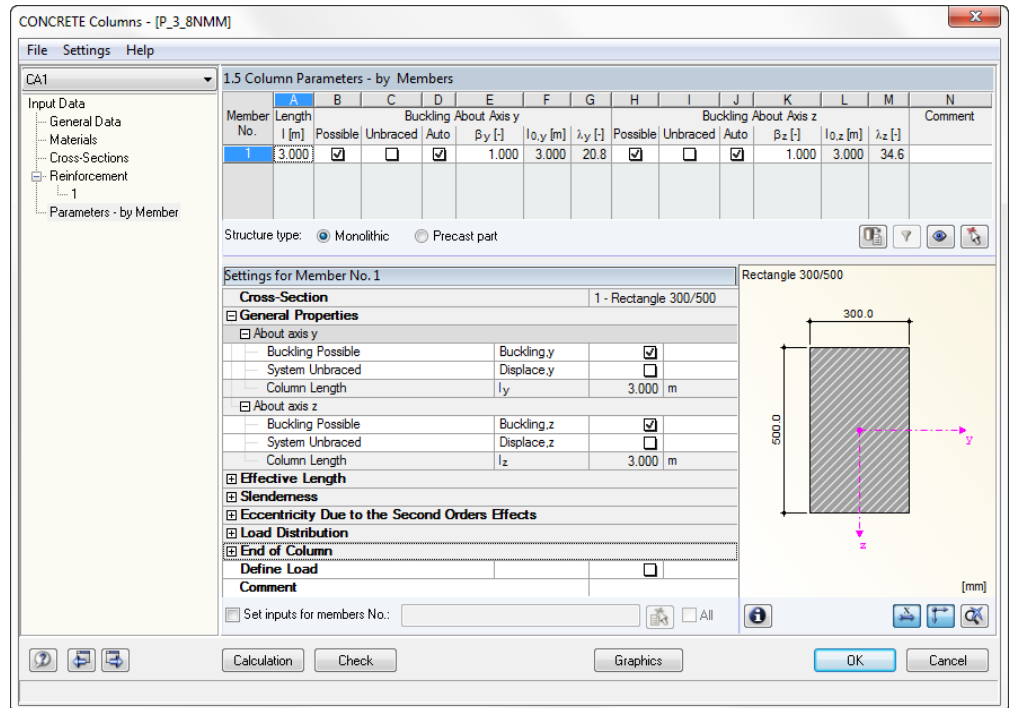 CONCRETE Columns - [P_3_8NMM]
File Settings Help
CA1
Input Data
General Data
Materials
Cross-Sections
Reinforcement
1
Parameters - by Member
1.5 Column Parameters - by Members
A B C D E F G H I J K L M N
Member Length Buckling About Axis y Buckling About Axis z Comment
No. l [m] Possible Unbraced Auto βy [-] l0,y [m] λy [-] Possible Unbraced Auto βz [-] l0,z [m] λz [-]
1 3.000 1.000 3.000 20.8 1.000 3.000 34.6
Structure type: Monolithic Precast part
Settings for Member No. 1
Cross-Section 1 - Rectangle 300/500
General Properties
About axis y
Buckling Possible Buckling,y
System Unbraced Displace,y
Column Length ly 3.000 m
About axis z
Buckling Possible Buckling,z
System Unbraced Displace,z
Column Length lz 3.000 m
Effective Length
Slenderness
Eccentricity Due to the Second Orders Effects
Load Distribution
End of Column
Define Load
Comment
Set inputs for members No.: All
Rectangle 300/500
300.0
500.0
y
z
[mm]
Calculation Check Graphics OK Cancel